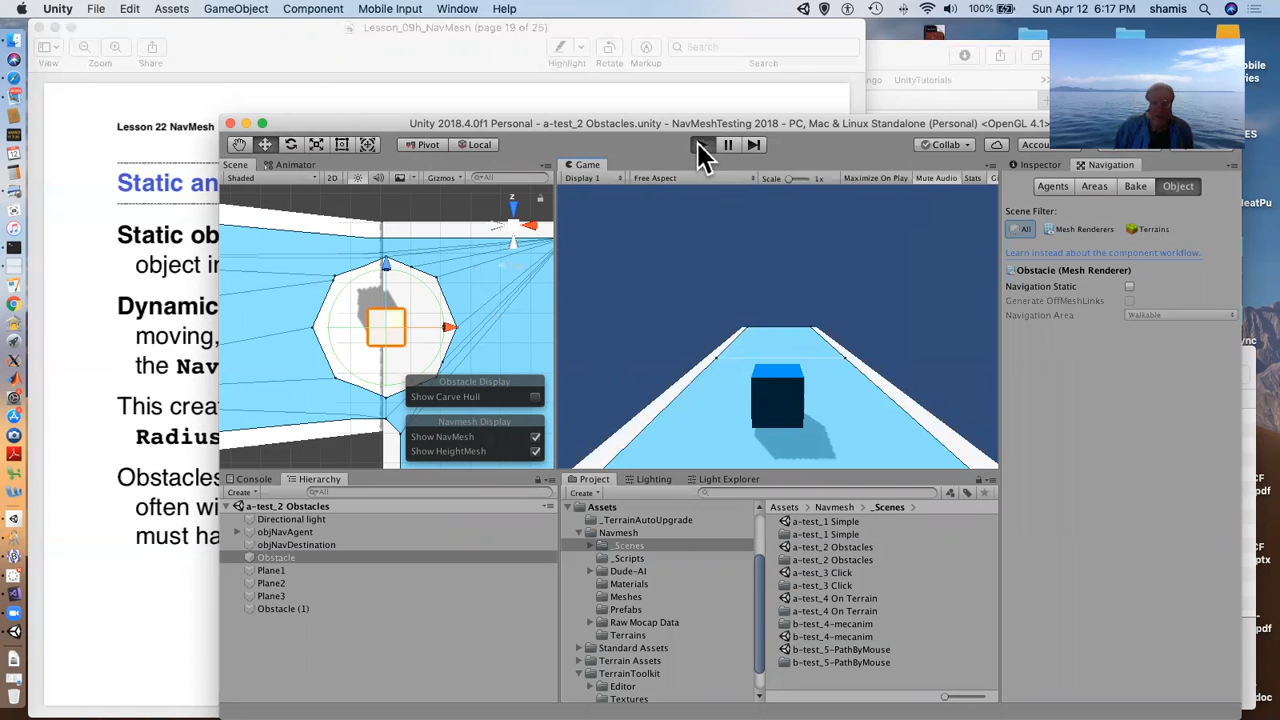 Unity File Edit Assets GameObject Component Mobile Input Window Help
100% Sun Apr 12 6:17 PM shamis
Lesson_09h_NavMesh (page 19 of 25)
View Zoom Share Highlight Rotate Markup Search
Search
UnityTutorials
Lesson 22 NavMesh
Static an
Static ob
object in
Dynamic
moving,
the Nav
This crea
Radius
Obstacles
often wi
must ha
Unity 2018.4.0f1 Personal - a-test_2 Obstacles.unity - NavMeshTesting 2018 - PC, Mac & Linux Standalone (Personal) <OpenGL 4.1>
Pivot Local Collab Accou
Scene Animator
Shaded 2D Gizmos All
z
Obstacle Display
Show Carve Hull
Navmesh Display
Show NavMesh
Show HeightMesh
Game
Display 1 Free Aspect Scale 1x Maximize On Play Mute Audio Stats Gi
Inspector Navigation
Agents Areas Bake Object
Scene Filter:
All Mesh Renderers Terrains
Learn instead about the component workflow.
Obstacle (Mesh Renderer)
Navigation Static
Generate OffMeshLinks
Navigation Area Walkable
Console Hierarchy
Create All
a-test_2 Obstacles
Directional light
objNavAgent
objNavDestination
Obstacle
Plane1
Plane2
Plane3
Obstacle (1)
Project Lighting Light Explorer
Create
Assets
_TerrainAutoUpgrade
Navmesh
_Scenes
_Scripts
Dude-AI
Materials
Meshes
Prefabs
Raw Mocap Data
Terrains
Standard Assets
Terrain Assets
TerrainToolkit
Editor
Textures
Assets Navmesh _Scenes
a-test_1 Simple
a-test_1 Simple
a-test_2 Obstacles
a-test_2 Obstacles
a-test_3 Click
a-test_3 Click
a-test_4 On Terrain
a-test_4 On Terrain
b-test_4-mecanim
b-test_4-mecanim
b-test_5-PathByMouse
b-test_5-PathByMouse